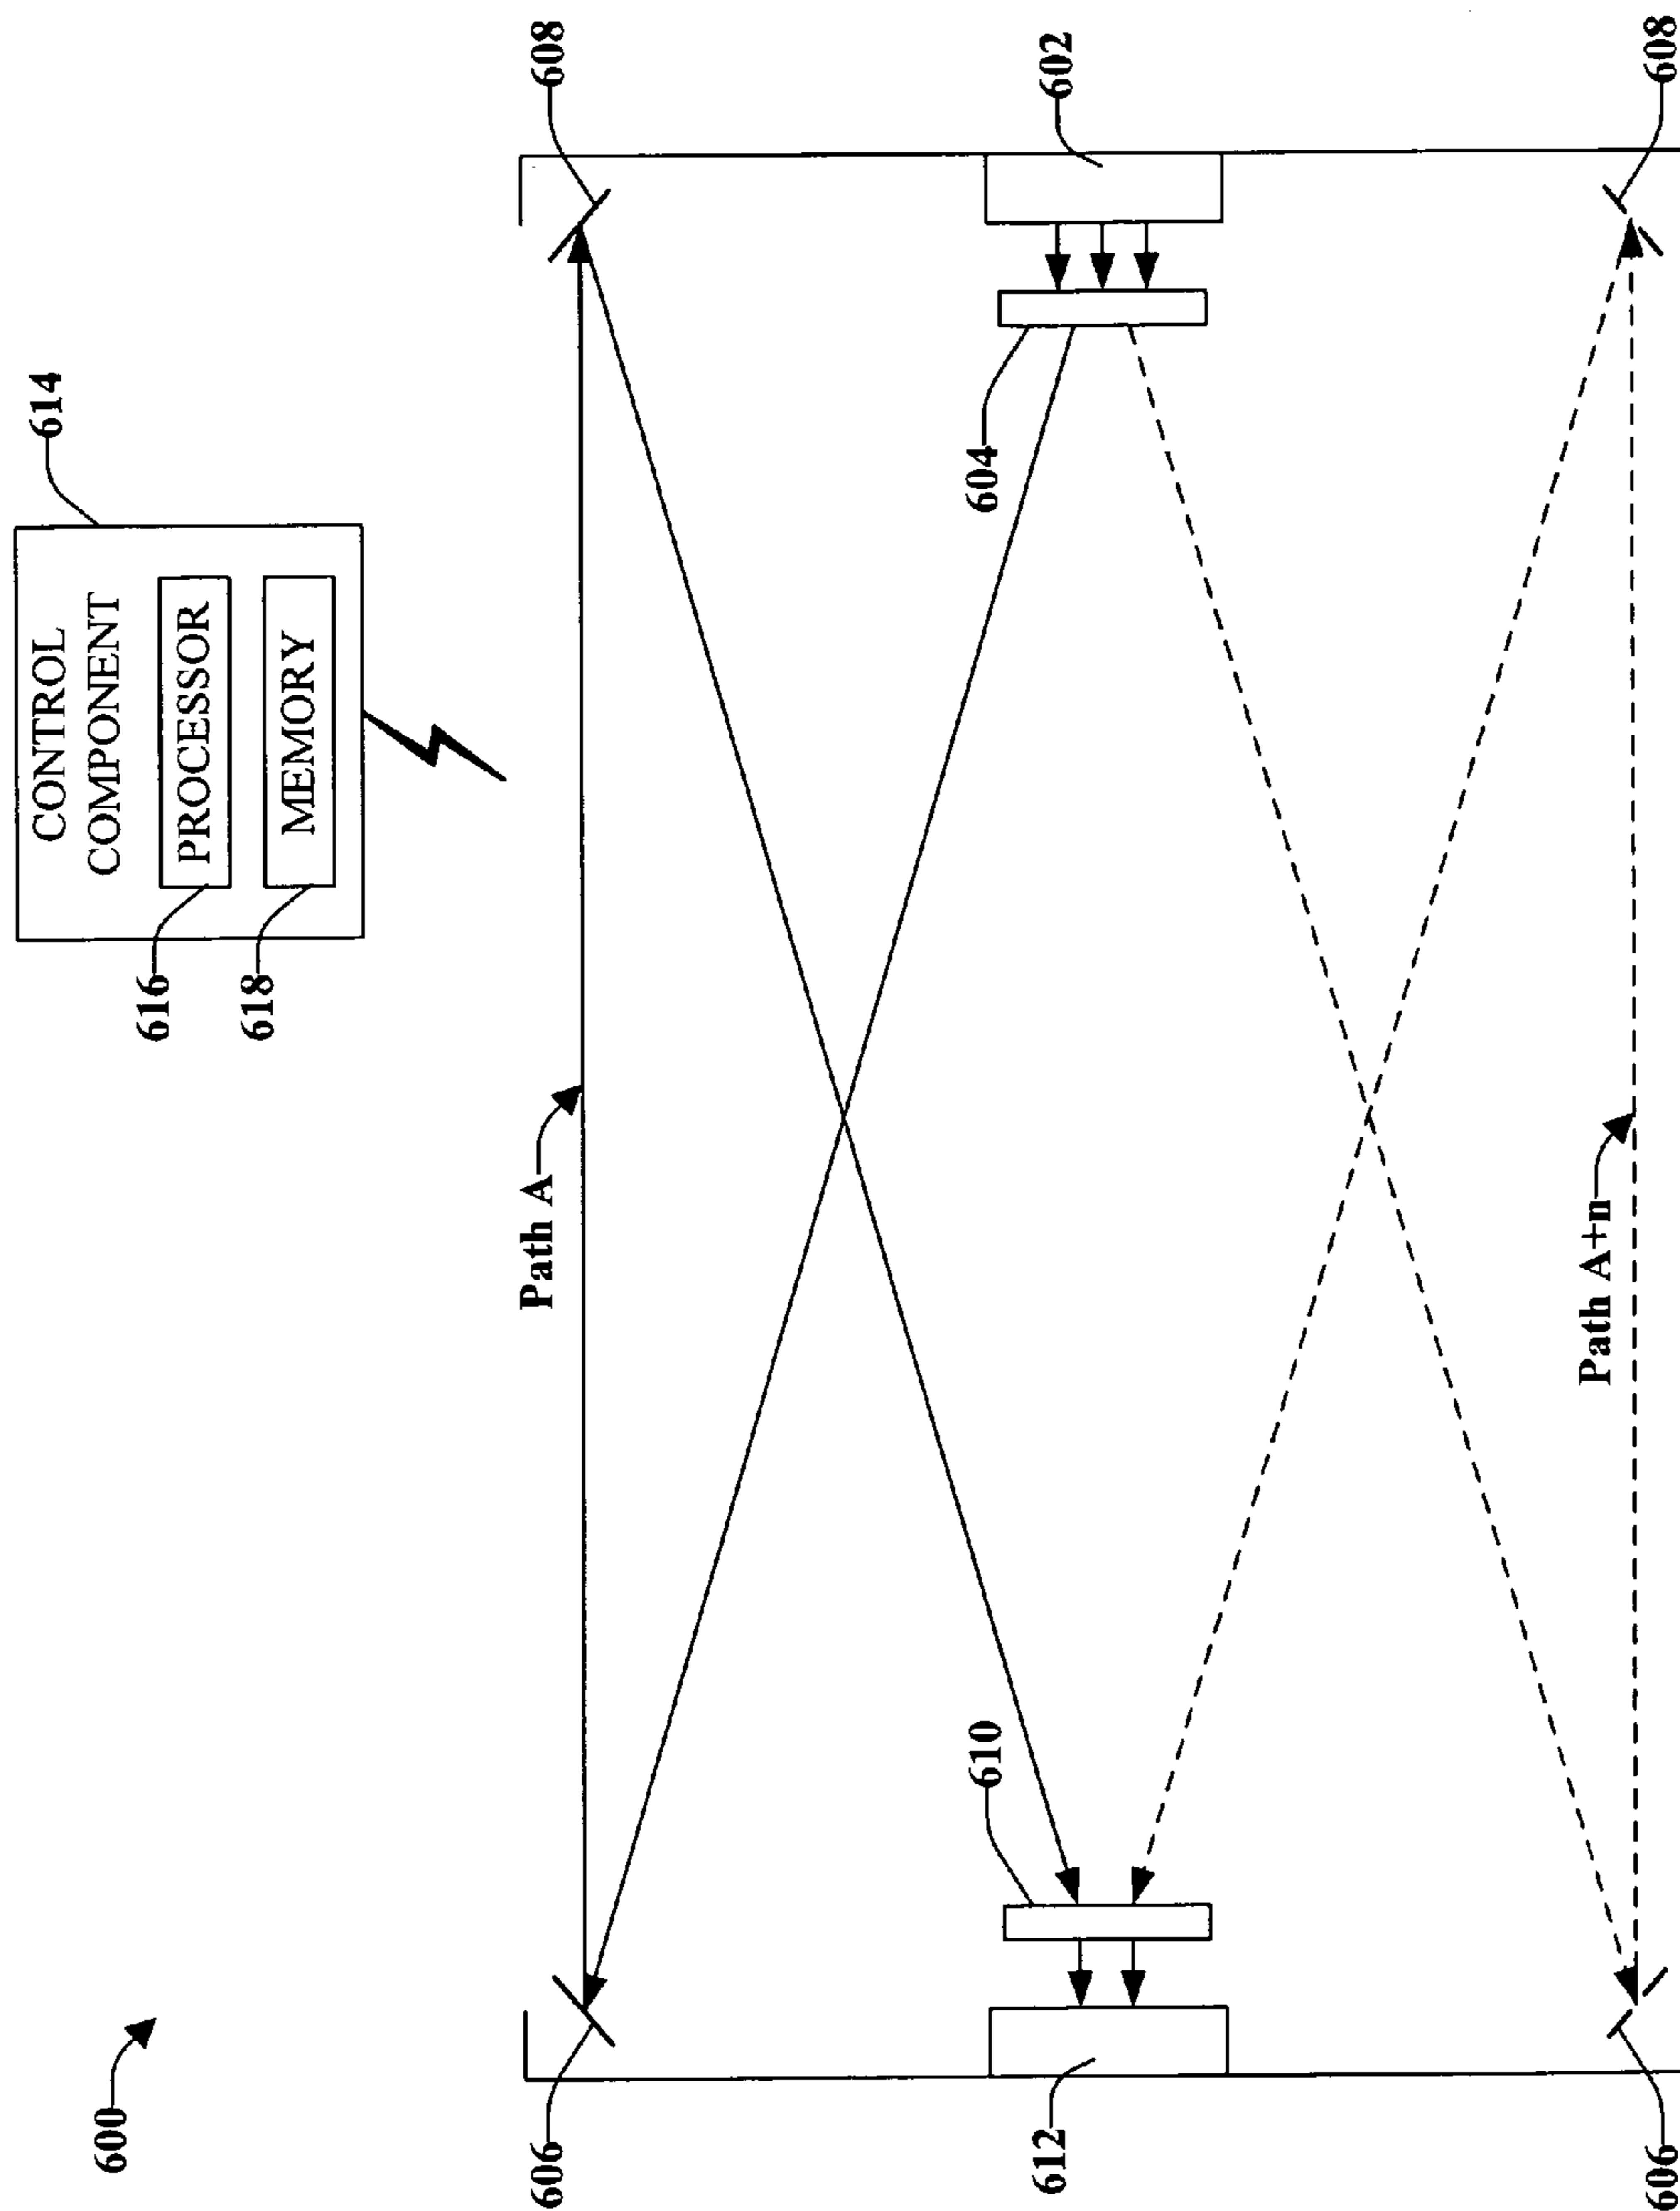 600
CONTROL
COMPONENT
PROCESSOR
MEMORY
614
616
618
606
Path A
608
612
610
604
602
606
Path A+n
608